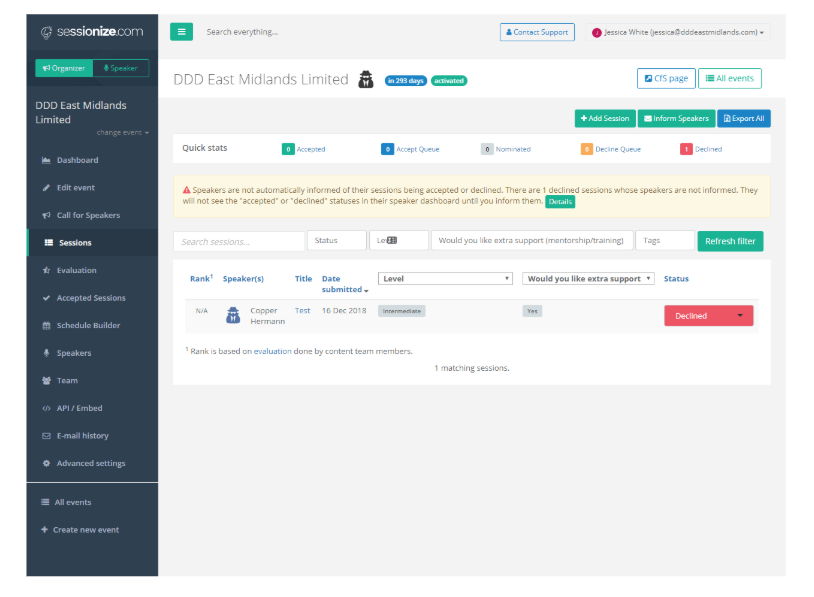 sessionize.com
Search everything...
Contact Support
Jessica White (jessica@dddeastmidlands.com)
Organizer
Speaker
DDD East Midlands Limited
in 293 days
activated
CfS page
All events
DDD East Midlands
Limited
change event
Dashboard
Edit event
Call for Speakers
Sessions
Evaluation
Accepted Sessions
Schedule Builder
Speakers
Team
API / Embed
E-mail history
Advanced settings
All events
Create new event
Add Session
Inform Speakers
Export All
Quick stats
0 Accepted
0 Accept Queue
0 Nominated
0 Decline Queue
1 Declined
Speakers are not automatically informed of their sessions being accepted or declined. There are 1 declined sessions whose speakers are not informed. They
will not see the "accepted" or "declined" statuses in their speaker dashboard until you inform them. Details
Search sessions...
Status
Would you like extra support (mentorship/training)
Tags
Refresh filter
Rank1 Speaker(s) Title Date Level Would you like extra support Status
submitted
N/A Copper Test 16 Dec 2018 Intermediate Yes Declined
Hermann
1 Rank is based on evaluation done by content team members.
1 matching sessions.